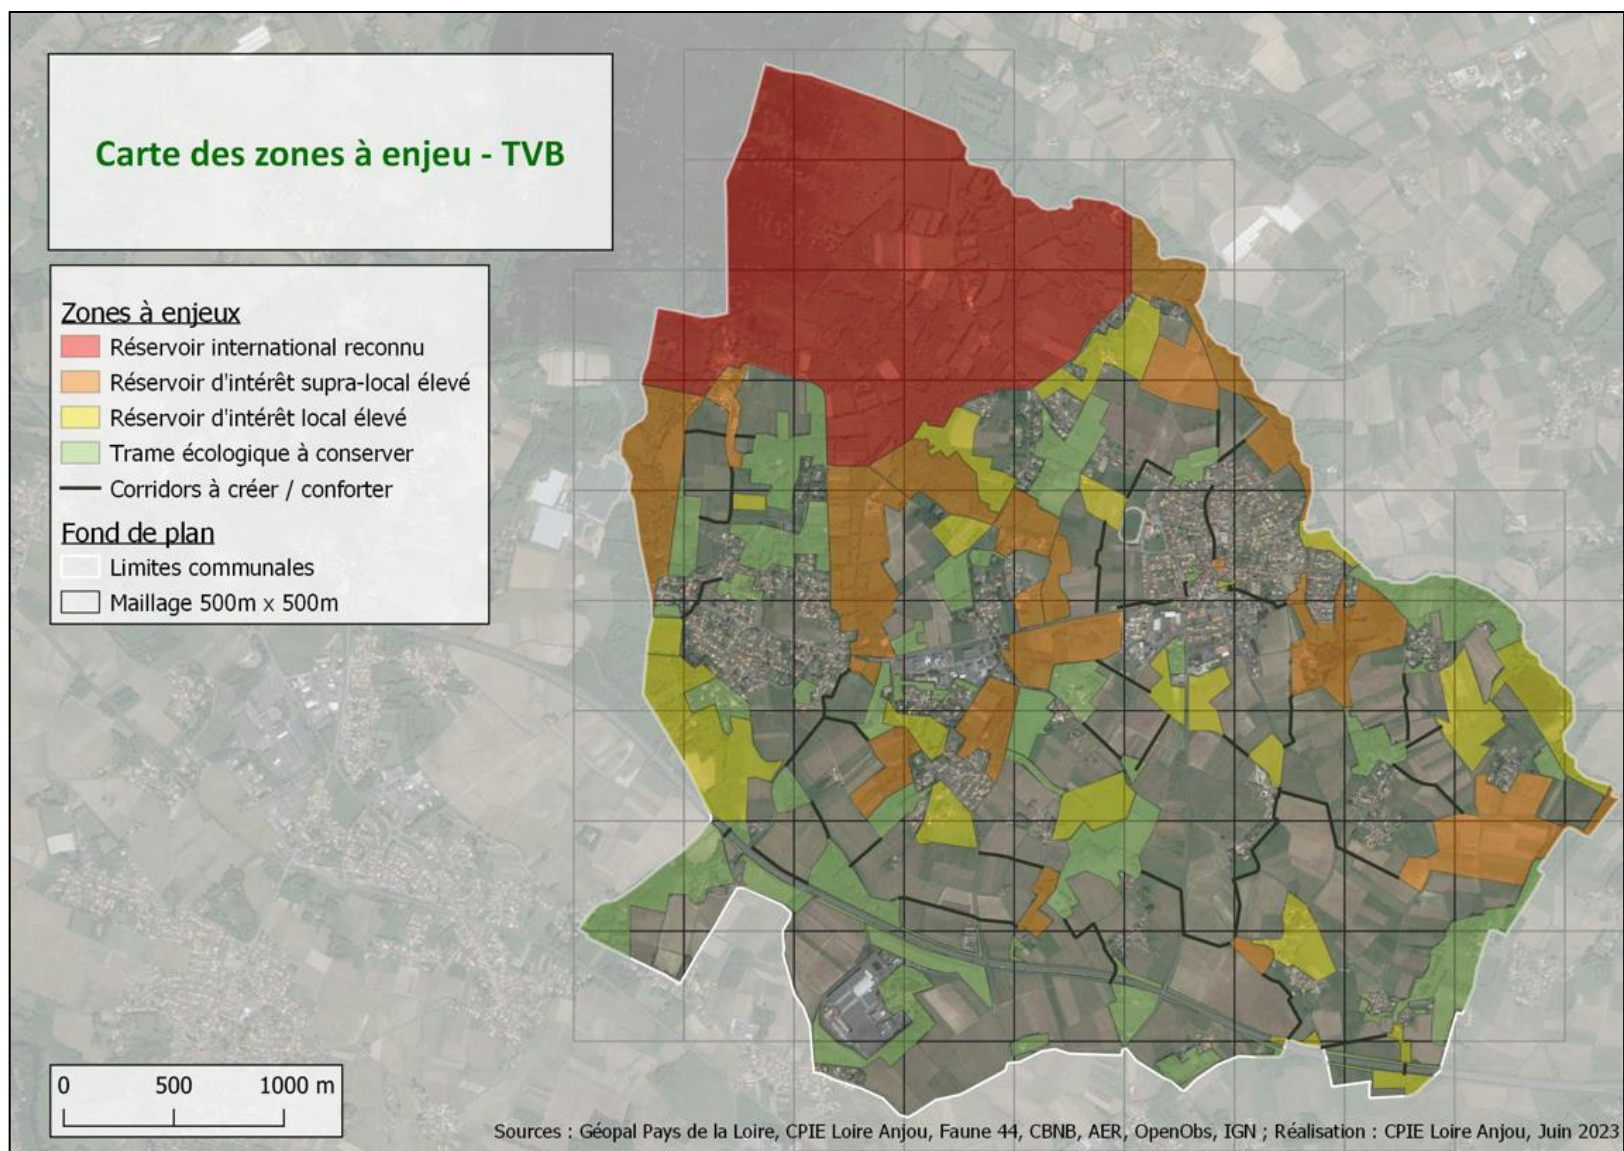 Carte des zones à enjeu - TVB
Zones à enjeux
Réservoir international reconnu
Réservoir d'intérêt supra-local élevé
Réservoir d'intérêt local élevé
Trame écologique à conserver
Corridors à créer / conforter
Fond de plan
Limites communales
Maillage 500m x 500m
0 500 1000 m
Sources : Géopal Pays de la Loire, CPIE Loire Anjou, Faune 44, CBNB, AER, OpenObs, IGN ; Réalisation : CPIE Loire Anjou, Juin 2023